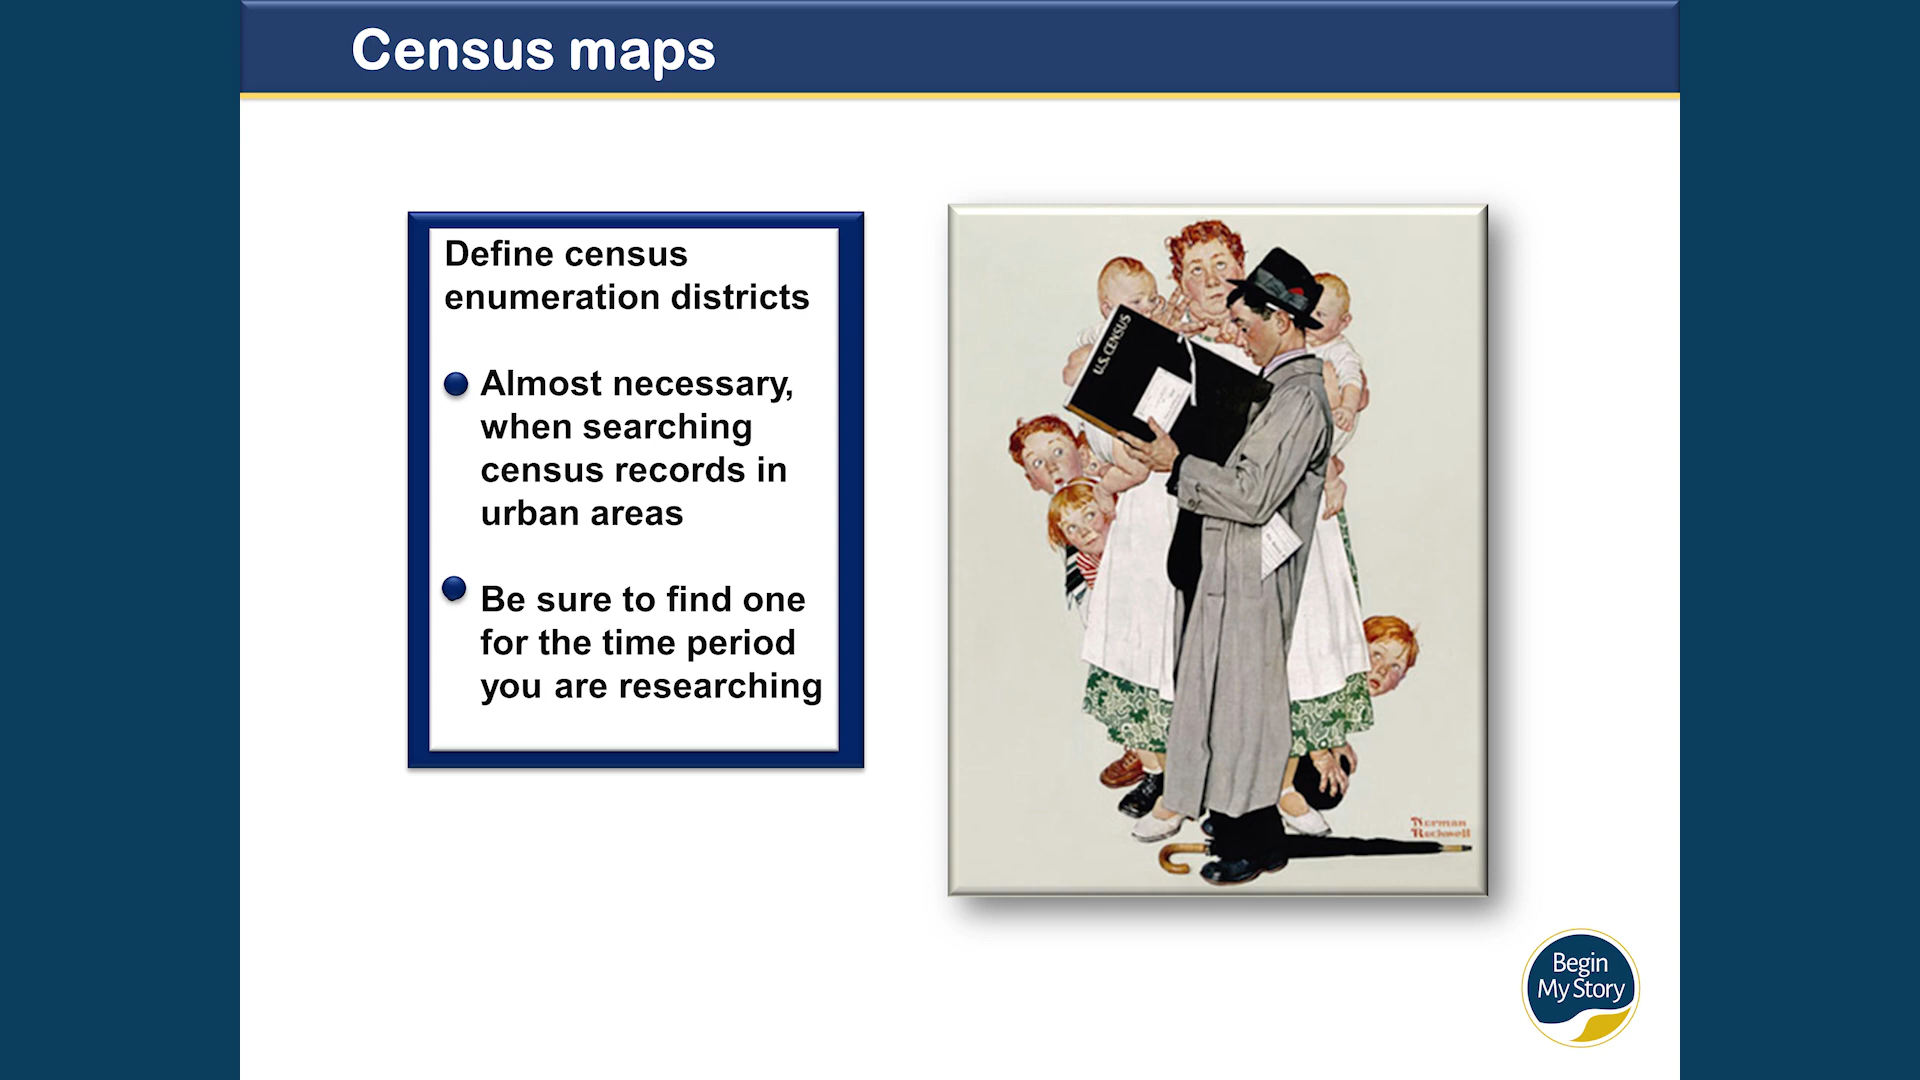 Census maps
Define census
enumeration districts
Almost necessary,
when searching
census records in
urban areas
Be sure to find one
for the time period
you are researching
U.S. CENSUS
Norman
Rockwell
Begin
My Story